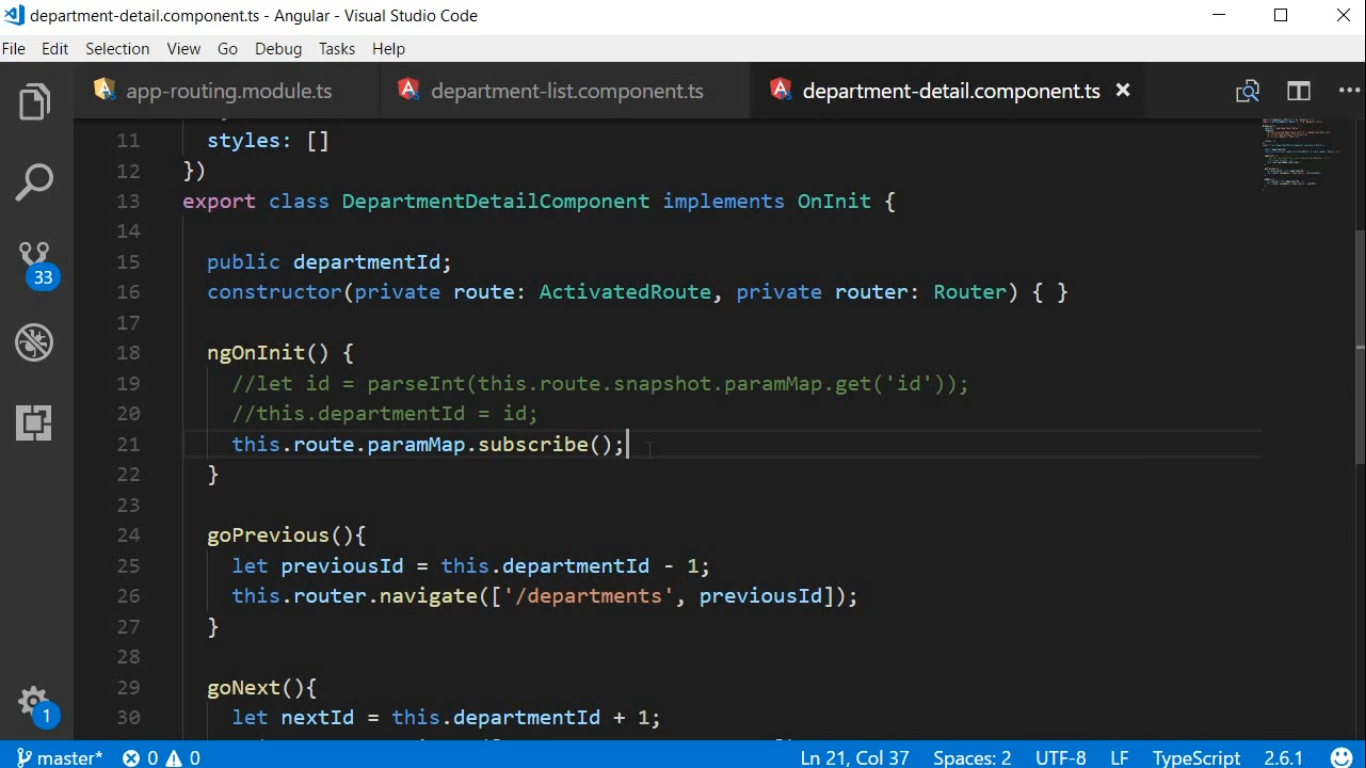 department-detail.component.ts - Angular - Visual Studio Code
File Edit Selection View Go Debug Tasks Help
app-routing.module.ts department-list.component.ts department-detail.component.ts
11 styles: []
12 })
13 export class DepartmentDetailComponent implements OnInit {
14
15 public departmentId;
16 constructor(private route: ActivatedRoute, private router: Router) { }
17
18 ngOnInit() {
19 //let id = parseInt(this.route.snapshot.paramMap.get('id'));
20 //this.departmentId = id;
21 this.route.paramMap.subscribe();
22 }
23
24 goPrevious(){
25 let previousId = this.departmentId - 1;
26 this.router.navigate(['/departments', previousId]);
27 }
28
29 goNext(){
30 let nextId = this.departmentId + 1;
33
1
master* 0 0 Ln 21, Col 37 Spaces: 2 UTF-8 LF TypeScript 2.6.1